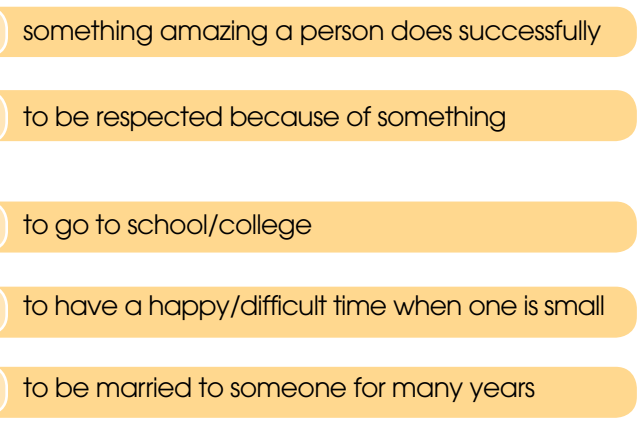 something amazing a person does successfully
to be respected because of something
to go to school/college
to have a happy/difficult time when one is small
to be married to someone for many years